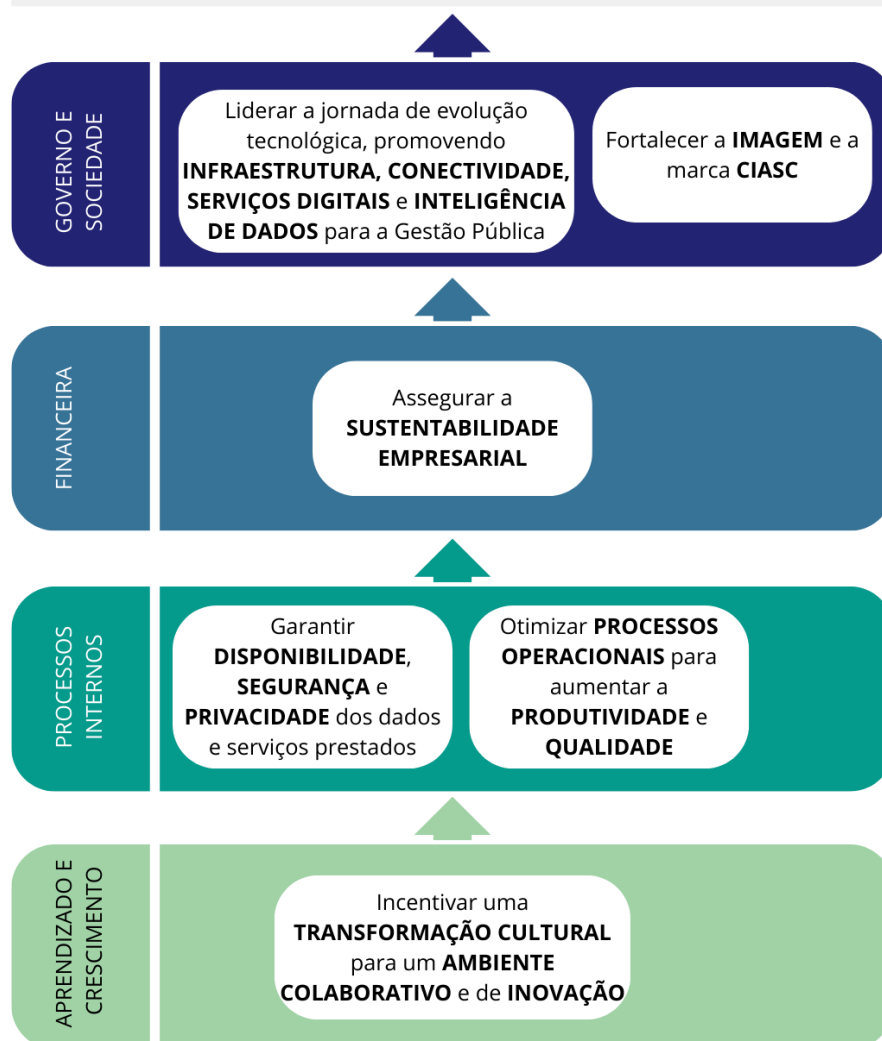 GOVERNO E
SOCIEDADE
Liderar a jornada de evolução
tecnológica, promovendo
INFRAESTRUTURA, CONECTIVIDADE,
SERVIÇOS DIGITAIS e INTELIGÊNCIA
DE DADOS para a Gestão Pública
Fortalecer a IMAGEM e a
marca CIASC
FINANCEIRA
Assegurar a
SUSTENTABILIDADE
EMPRESARIAL
PROCESSOS
INTERNOS
Garantir
DISPONIBILIDADE,
SEGURANÇA e
PRIVACIDADE dos dados
e serviços prestados
Otimizar PROCESSOS
OPERACIONAIS para
aumentar a
PRODUTIVIDADE e
QUALIDADE
APRENDIZADO E
CRESCIMENTO
Incentivar uma
TRANSFORMAÇÃO CULTURAL
para um AMBIENTE
COLABORATIVO e de INOVAÇÃO